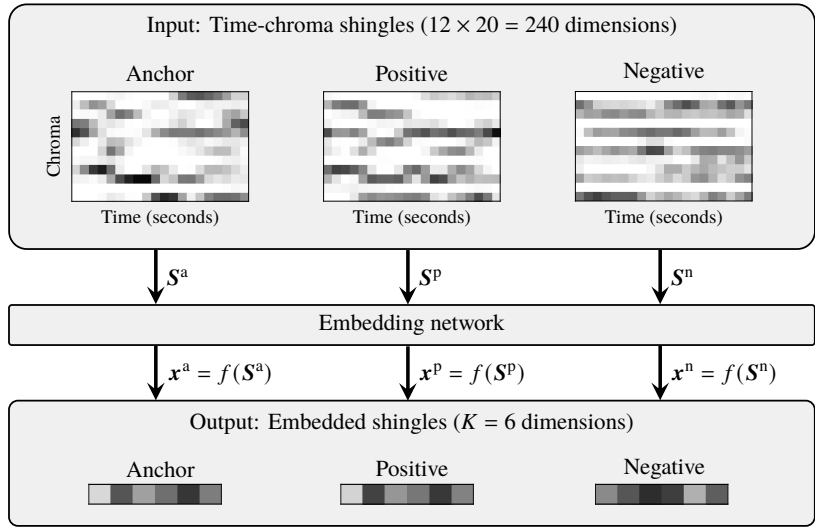 Input: Time-chroma shingles (12 × 20 = 240 dimensions)
Anchor Positive Negative
Chroma
Time (seconds) Time (seconds) Time (seconds)
Sᵃ Sᵖ Sⁿ
Embedding network
xᵃ = f(Sᵃ) xᵖ = f(Sᵖ) xⁿ = f(Sⁿ)
Output: Embedded shingles (K = 6 dimensions)
Anchor Positive Negative